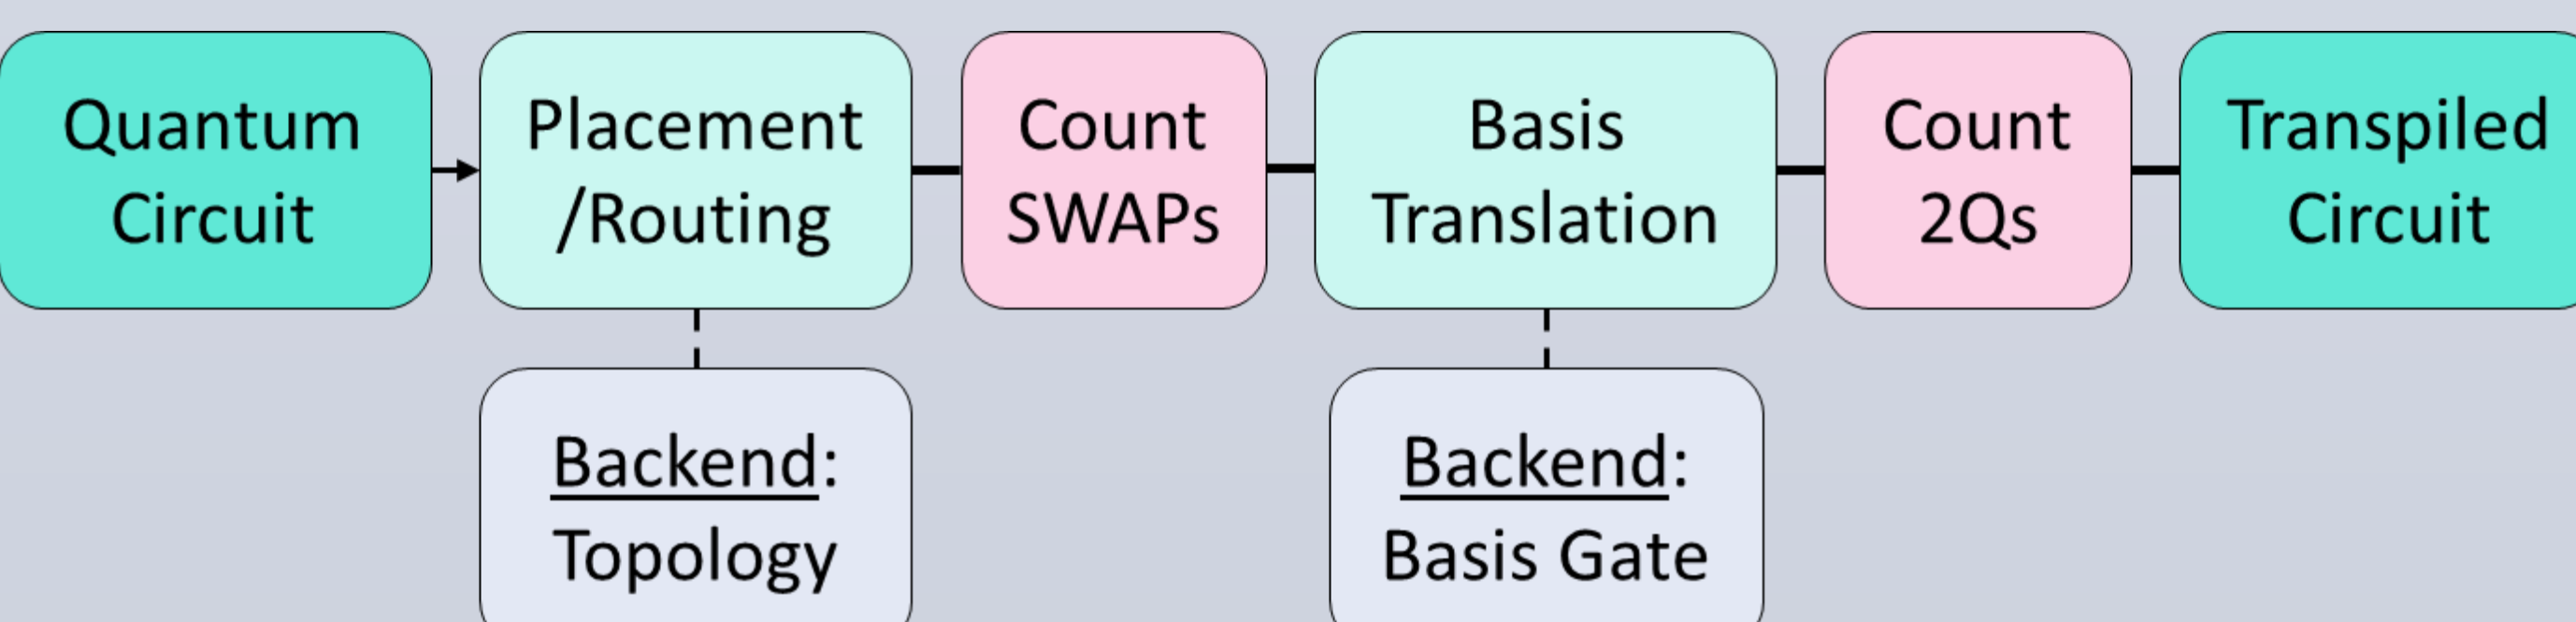 Quantum
Circuit
Placement
/Routing
Count
SWAPs
Basis
Translation
Count
2Qs
Transpiled
Circuit
Backend:
Topology
Backend:
Basis Gate